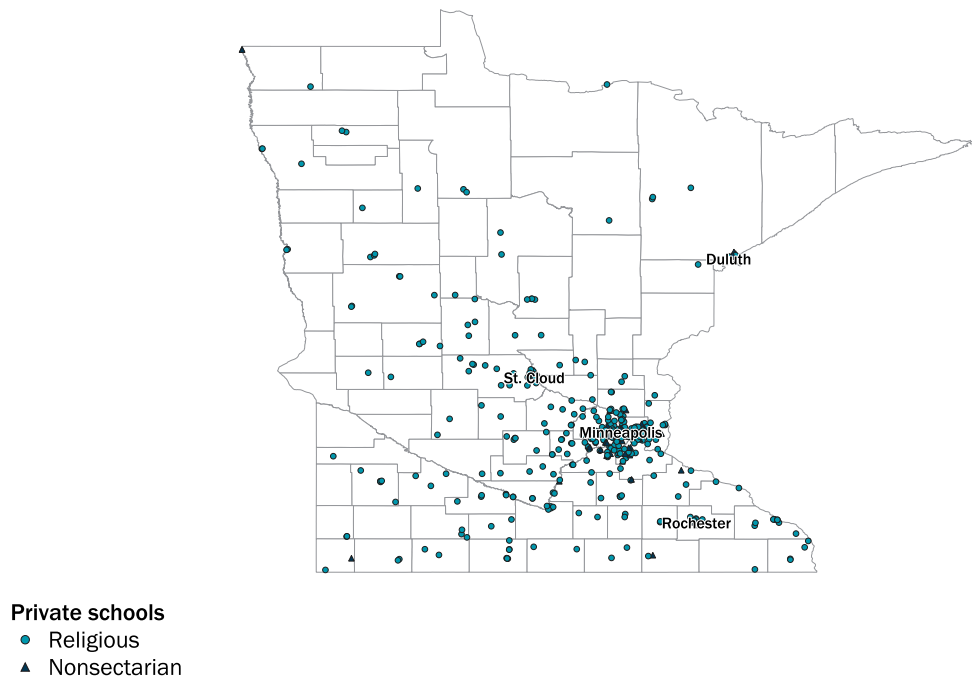 Duluth
St. Cloud
Minneapolis
Rochester
Private schools
Religious
Nonsectarian